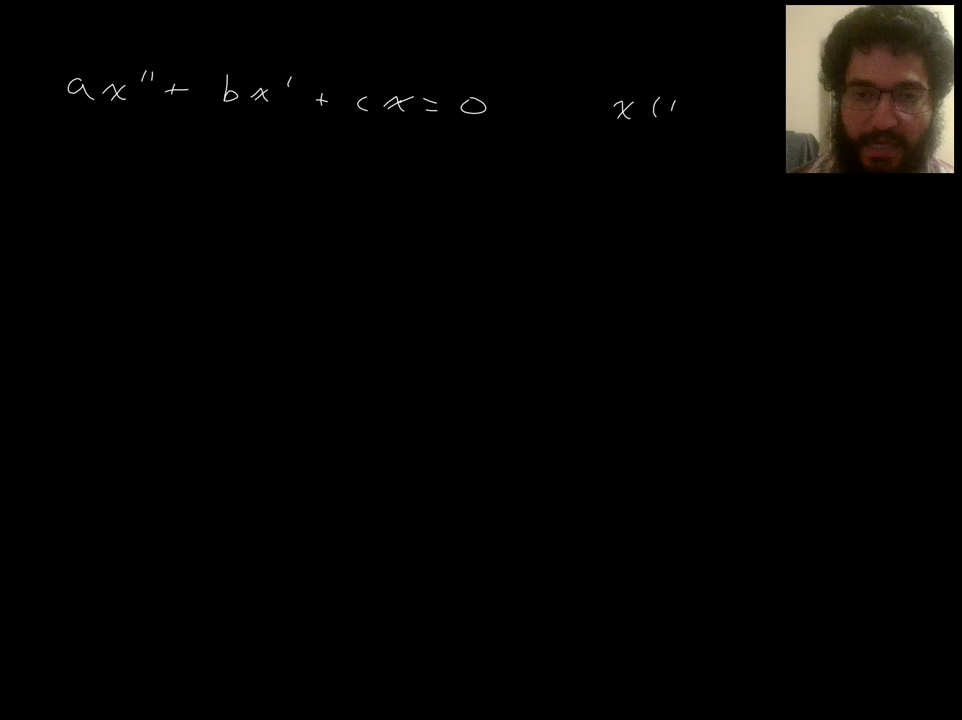 ax'' + bx' + cx = 0 x('